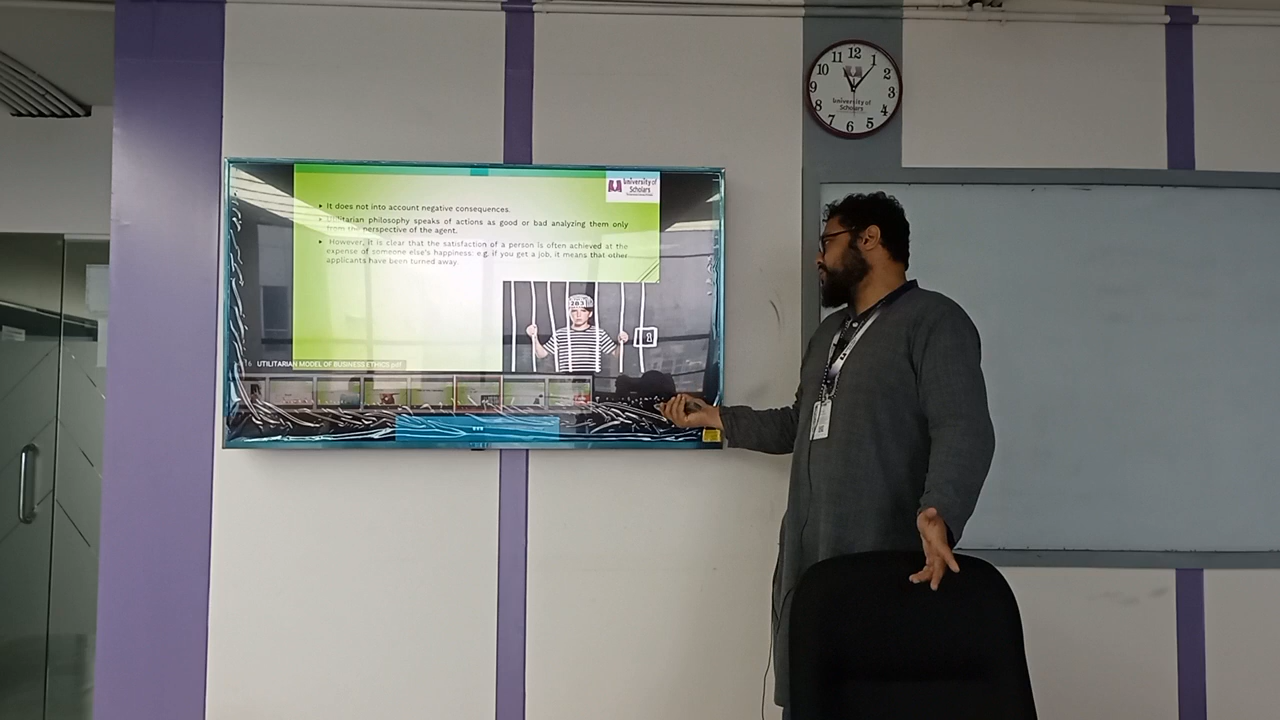 11 12 1
10 2
9 3
8 4
7 6 5
University of
Scholars
University of
Scholars
It does not into account negative consequences.
Utilitarian philosophy speaks of actions as good or bad analyzing them only
from the perspective of the agent.
However, it is clear that the satisfaction of a person is often achieved at the
expense of someone else's happiness: e.g. if you get a job, it means that other
applicants have been turned away.
283
16 UTILITARIAN MODEL OF BUSINESS ETHICS.pdf